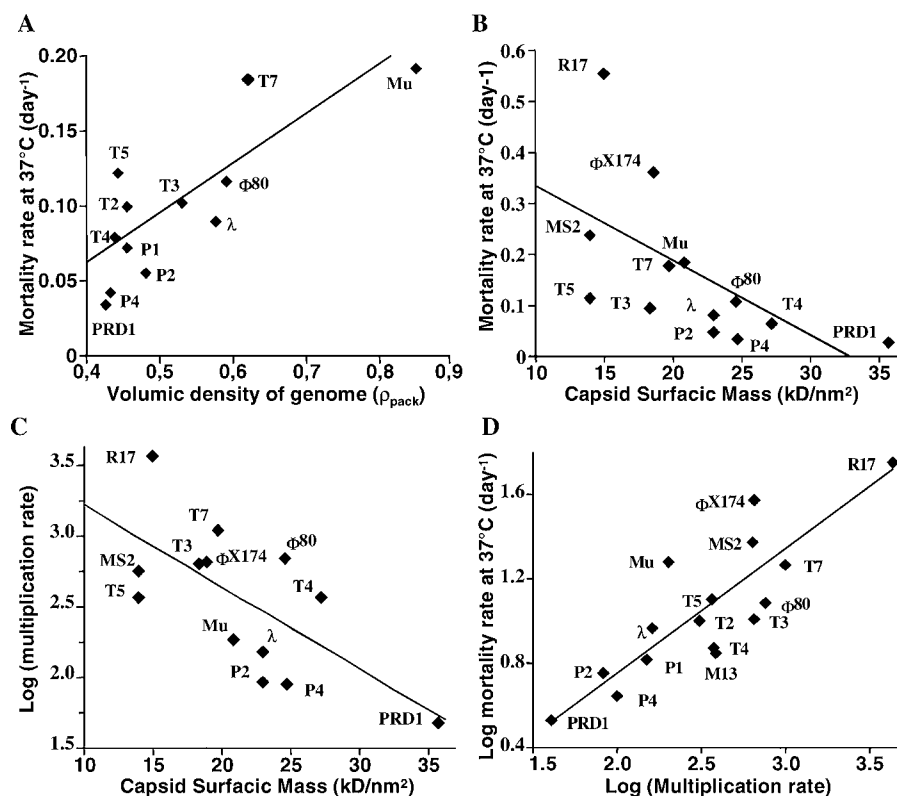 A
Mortality rate at 37°C (day-1)
0.20
0.15
0.10
0.05
0
T7
Mu
T5
T3
Φ80
T2
λ
T4
P1
P2
P4
PRD1
0,4 0,5 0,6 0,7 0,8 0,9
Volumic density of genome (ρpack)
B
Mortality rate at 37°C (day-1)
0.6
0.5
0.4
0.3
0.2
0.1
0
R17
ΦX174
MS2
Mu
T7
Φ80
T5
T3
λ
T4
P2
P4
PRD1
10 15 20 25 30 35
Capsid Surfacic Mass (kD/nm²)
C
Log (multiplication rate)
3.5
3.0
2.5
2.0
1.5
R17
T7
T3
ΦX174
Φ80
MS2
T5
T4
Mu
λ
P2
P4
PRD1
10 15 20 25 30 35
Capsid Surfacic Mass (kD/nm²)
D
Log mortality rate at 37°C (day-1)
1.6
1.2
0.8
0.4
R17
ΦX174
MS2
Mu
T7
T5
Φ80
λ
T2
T3
T4
P2
P1
M13
P4
PRD1
1.5 2.0 2.5 3.0 3.5
Log (Multiplication rate)